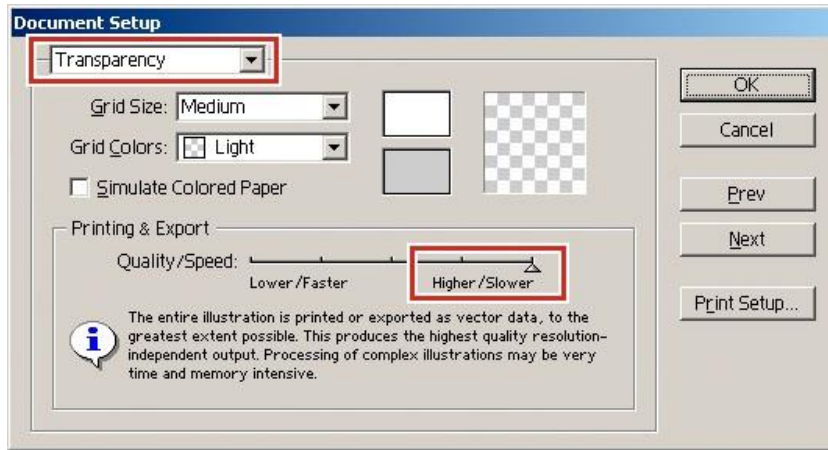 Document Setup
Transparency
Grid Size: Medium
Grid Colors: Light
Simulate Colored Paper
Printing & Export
Quality/Speed:
Lower/Faster Higher/Slower
The entire illustration is printed or exported as vector data, to the
greatest extent possible. This produces the highest quality resolution-
independent output. Processing of complex illustrations may be very
time and memory intensive.
OK
Cancel
Prev
Next
Print Setup...